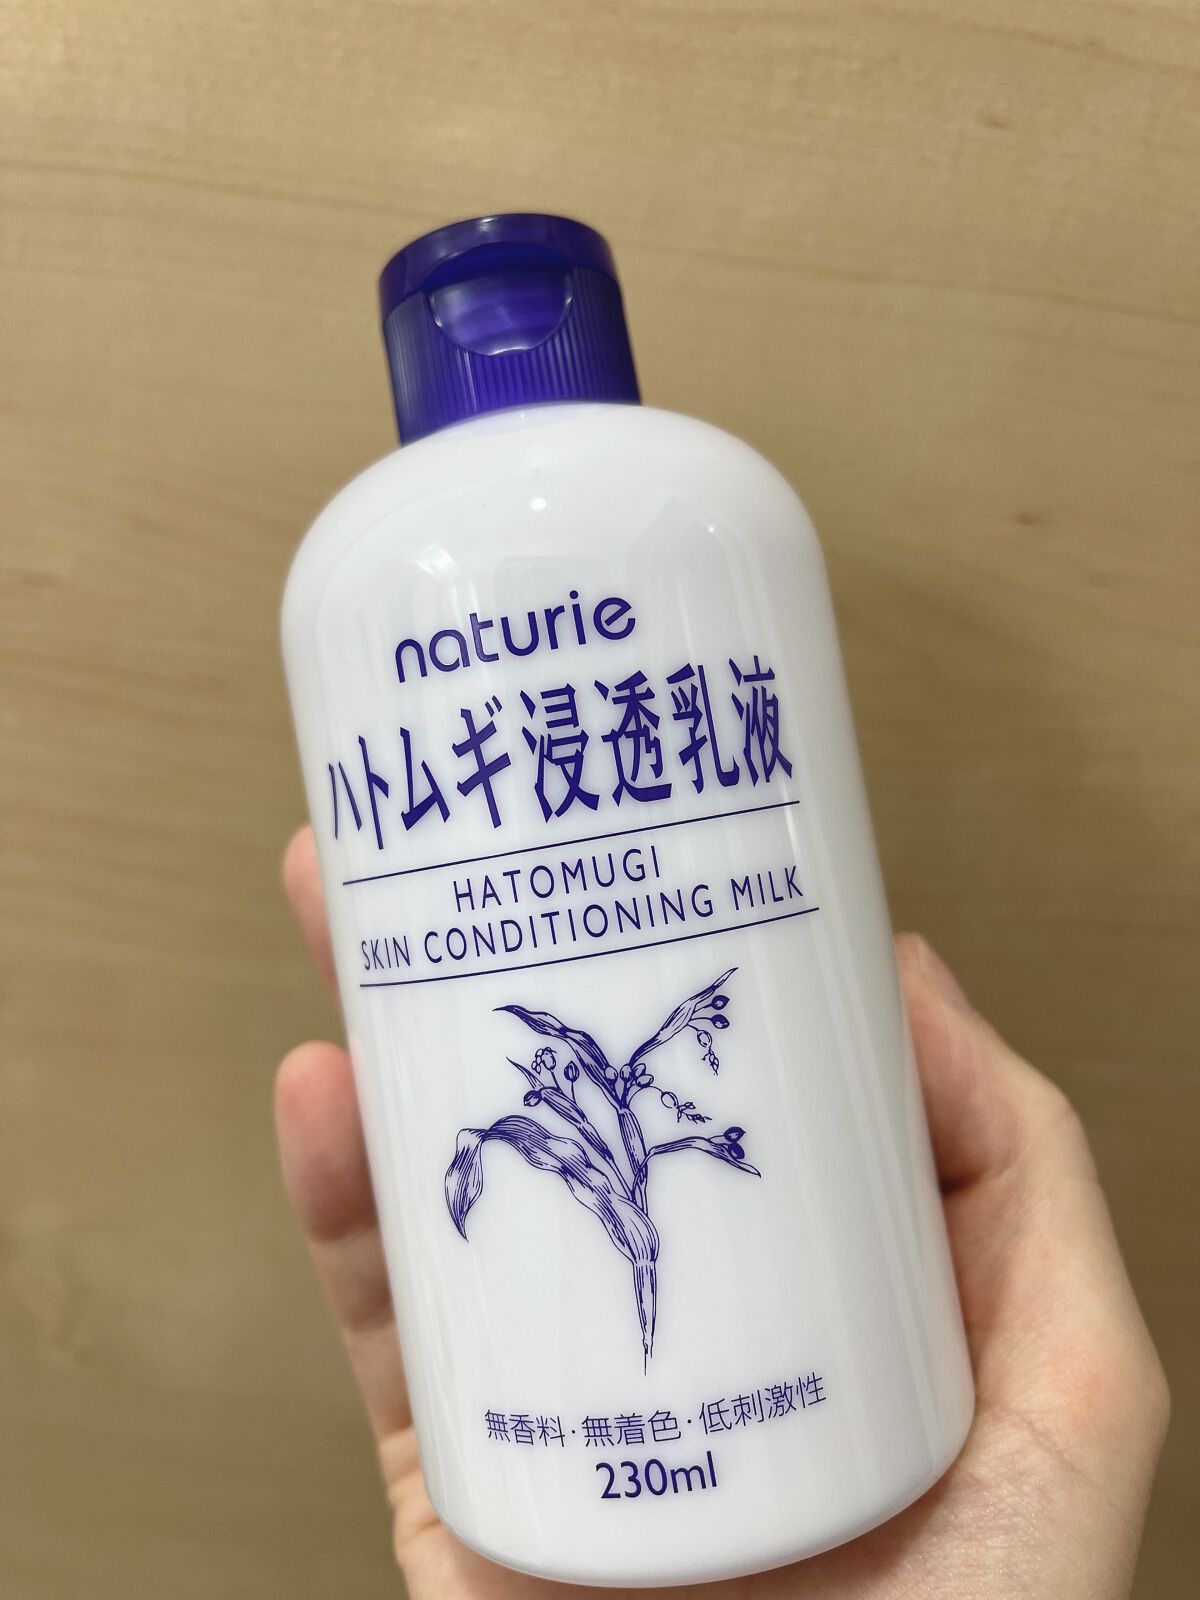 naturie
ハトムギ浸透乳液
HATOMUGI
SKIN CONDITIONING MILK
無香料・無着色・低刺激性
230ml